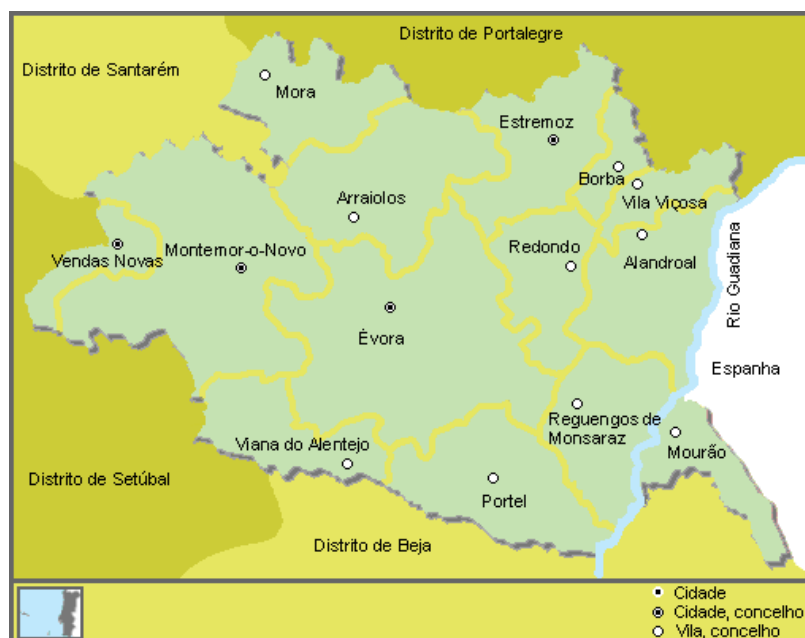 Distrito de Portalegre
Distrito de Santarém
Mora
Estremoz
Borba
Vila Viçosa
Arraiolos
Redondo
Alandroal
Vendas Novas
Montemor-o-Novo
Évora
Rio Guadiana
Espanha
Reguengos de
Monsaraz
Mourão
Viana do Alentejo
Portel
Distrito de Setúbal
Distrito de Beja
Cidade
Cidade, concelho
Vila, concelho